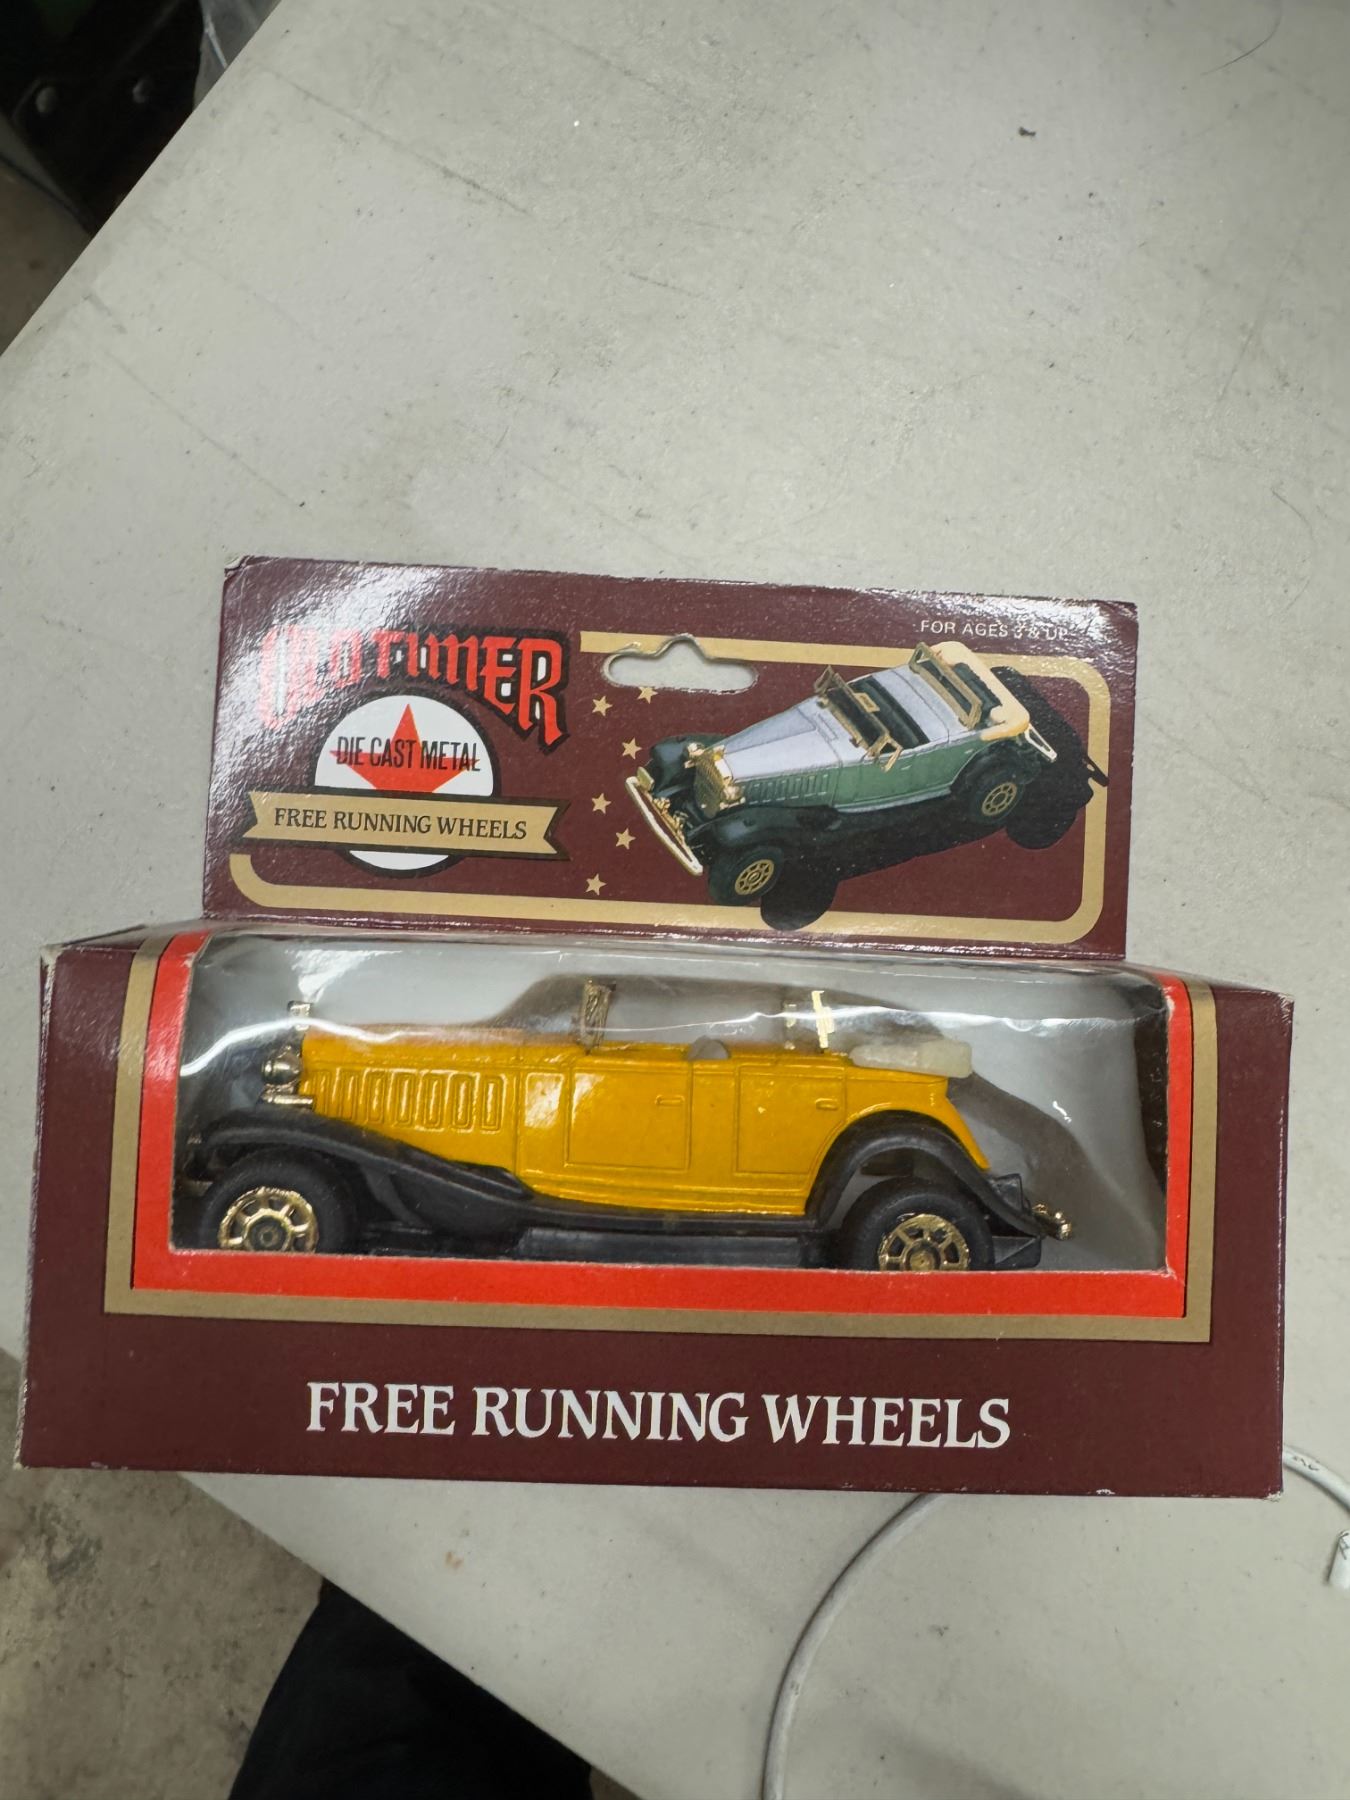 OLD TIMER
FOR AGES 3 & UP
DIE CAST METAL
FREE RUNNING WHEELS
FREE RUNNING WHEELS